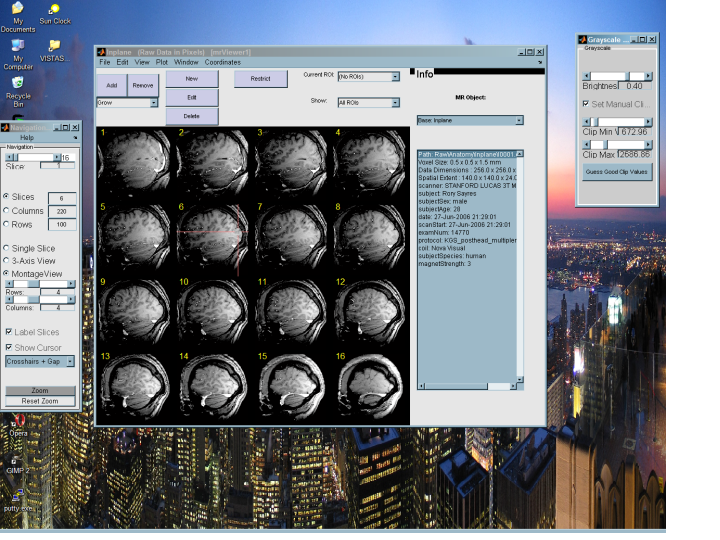 My
Documents
Sun Clock
My
Computer
VISTAS...
Recycle
Bin
Inplane (Raw Data in Pixels) [mrViewer1]
File Edit View Plot Window Coordinates
Add
Remove
Grow
New
Edit
Delete
Restrict
Current ROI:
(No ROIs)
Show:
All ROIs
Info
MR Object:
Base: Inplane
Path: Raw/Anatomy/Inplane/I0001.
Voxel Size: 0.5 x 0.5 x 1.5 mm
Data Dimensions : 256.0 x 256.0 x
Spatial Extent : 140.0 x 140.0 x 24.0
scanner: STANFORD LUCAS 3T M
subject: Rory Sayres
subjectSex: male
subjectAge: 28
date: 27-Jun-2006 21:29:01
scanStart: 27-Jun-2006 21:29:01
examNum: 14770
protocol: KGS_posthead_multiplen
coil: Nova Visual
subjectSpecies: human
magnetStrength: 3
1 2 3 4
5 6 7 8
9 10 11 12
13 14 15 16
Navigation
Help
Navigation
16
Slice: 1
Slices 6
Columns 220
Rows 100
Single Slice
3-Axis View
MontageView
Rows: 4
Columns: 4
Label Slices
Show Cursor
Crosshairs + Gap
Zoom
Reset Zoom
Grayscale ...
Grayscale
Brightness 0.40
Set Manual Cli...
Clip Min 672.96
Clip Max 2686.86
Guess Good Clip Values
Opera
GIMP 2
putty.exe